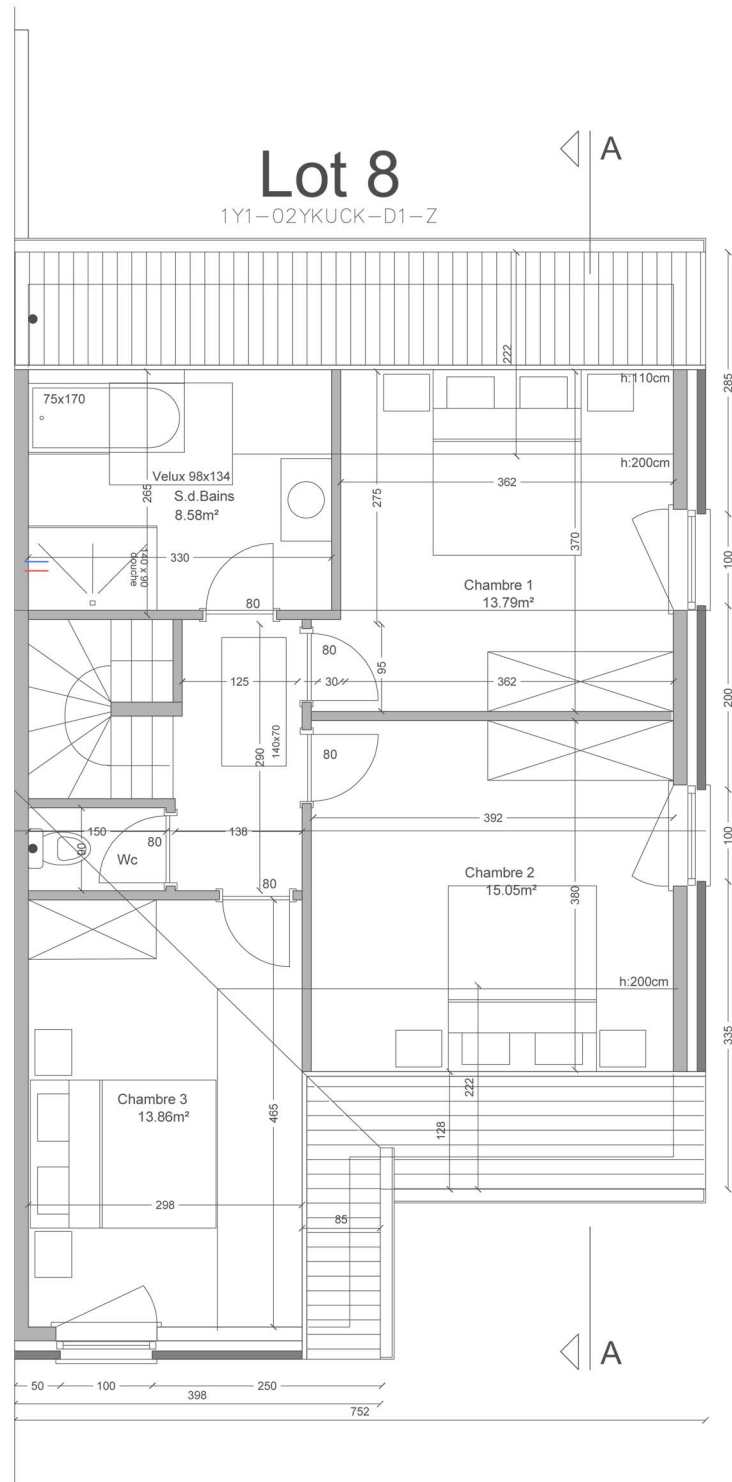 A
Lot 8
1Y1-02YKUCK-D1-Z
222
285
h:110cm
75x170
h:200cm
Velux 98x134
S.d.Bains
8.58m²
265
362
275
370
100
140 x 90
douche
330
Chambre 1
13.79m²
80
80
95
125
30
362
200
290
140x70
80
150
138
80
90
Wc
392
100
Chambre 2
15.05m²
80
380
h:200cm
335
222
Chambre 3
13.86m²
465
128
298
85
A
50
100
250
398
752